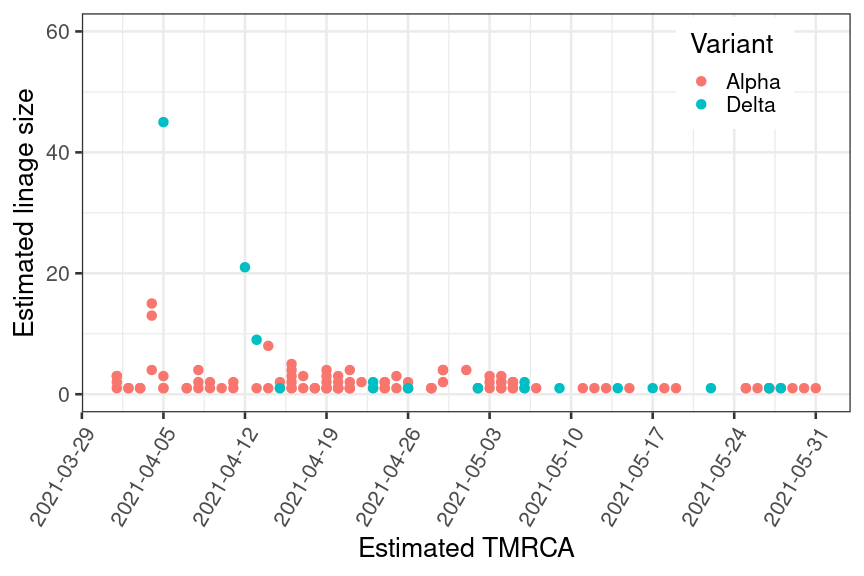 Estimated linage size
60
40
20
0
Variant
Alpha
Delta
2021-03-29
2021-04-05
2021-04-12
2021-04-19
2021-04-26
2021-05-03
2021-05-10
2021-05-17
2021-05-24
2021-05-31
Estimated TMRCA